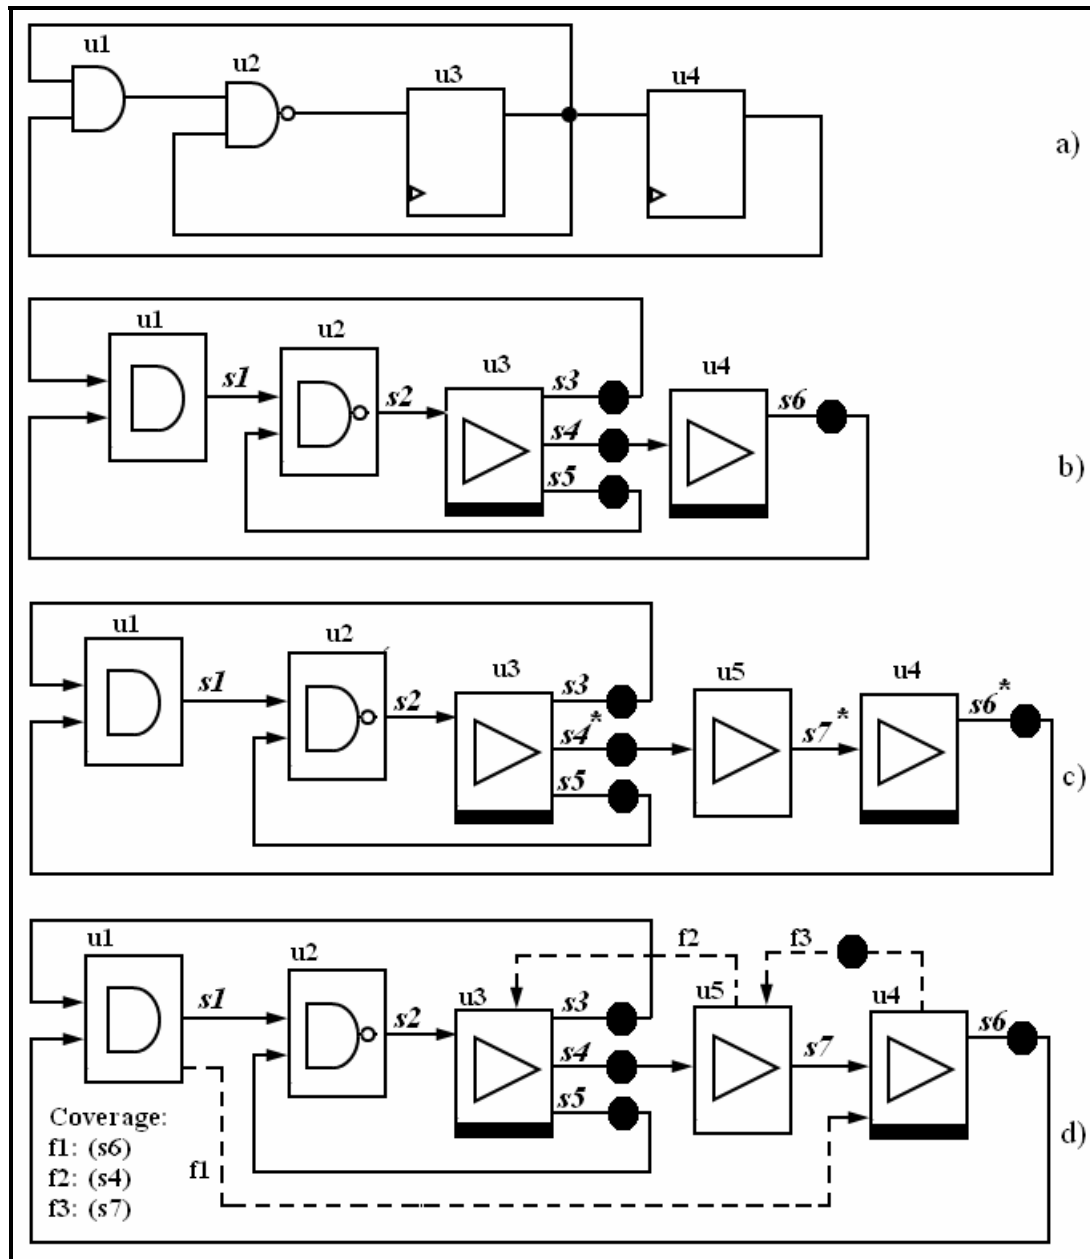 u1
u2
u3
u4
a)
u1
u2
u3
u4
s1
s2
s3
s4
s5
s6
b)
u1
u2
u3
u5
u4
s1
s2
s3
s4*
s5
s7*
s6*
c)
u1
u2
u3
u5
u4
f2
f3
s1
s2
s3
s4
s5
s7
s6
d)
Coverage:
f1: (s6)
f2: (s4)
f3: (s7)
f1